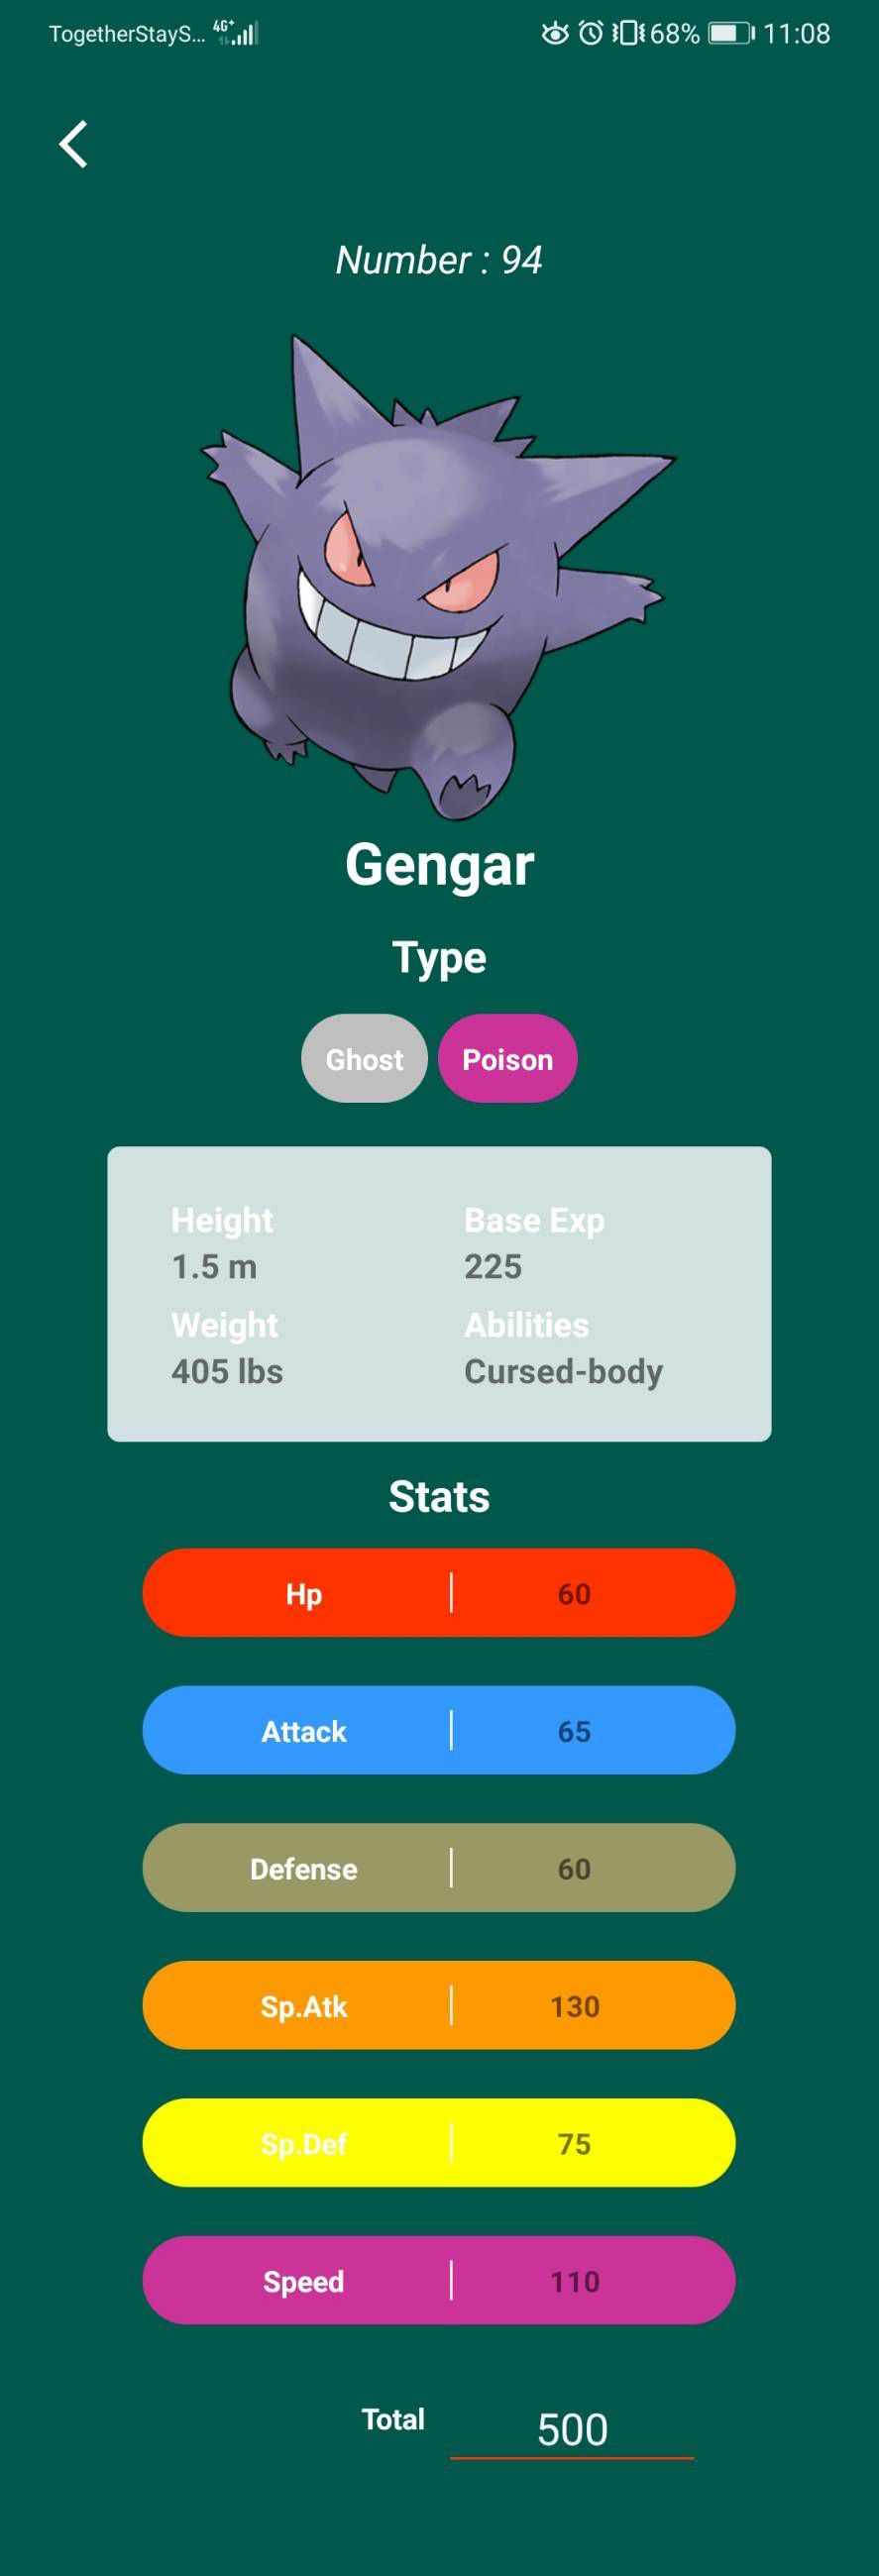 TogetherStayS... 4G+ 68% 11:08
Number : 94
Gengar
Type
Ghost Poison
Height Base Exp
1.5 m 225
Weight Abilities
405 lbs Cursed-body
Stats
Hp 60
Attack 65
Defense 60
Sp.Atk 130
Sp.Def 75
Speed 110
Total 500